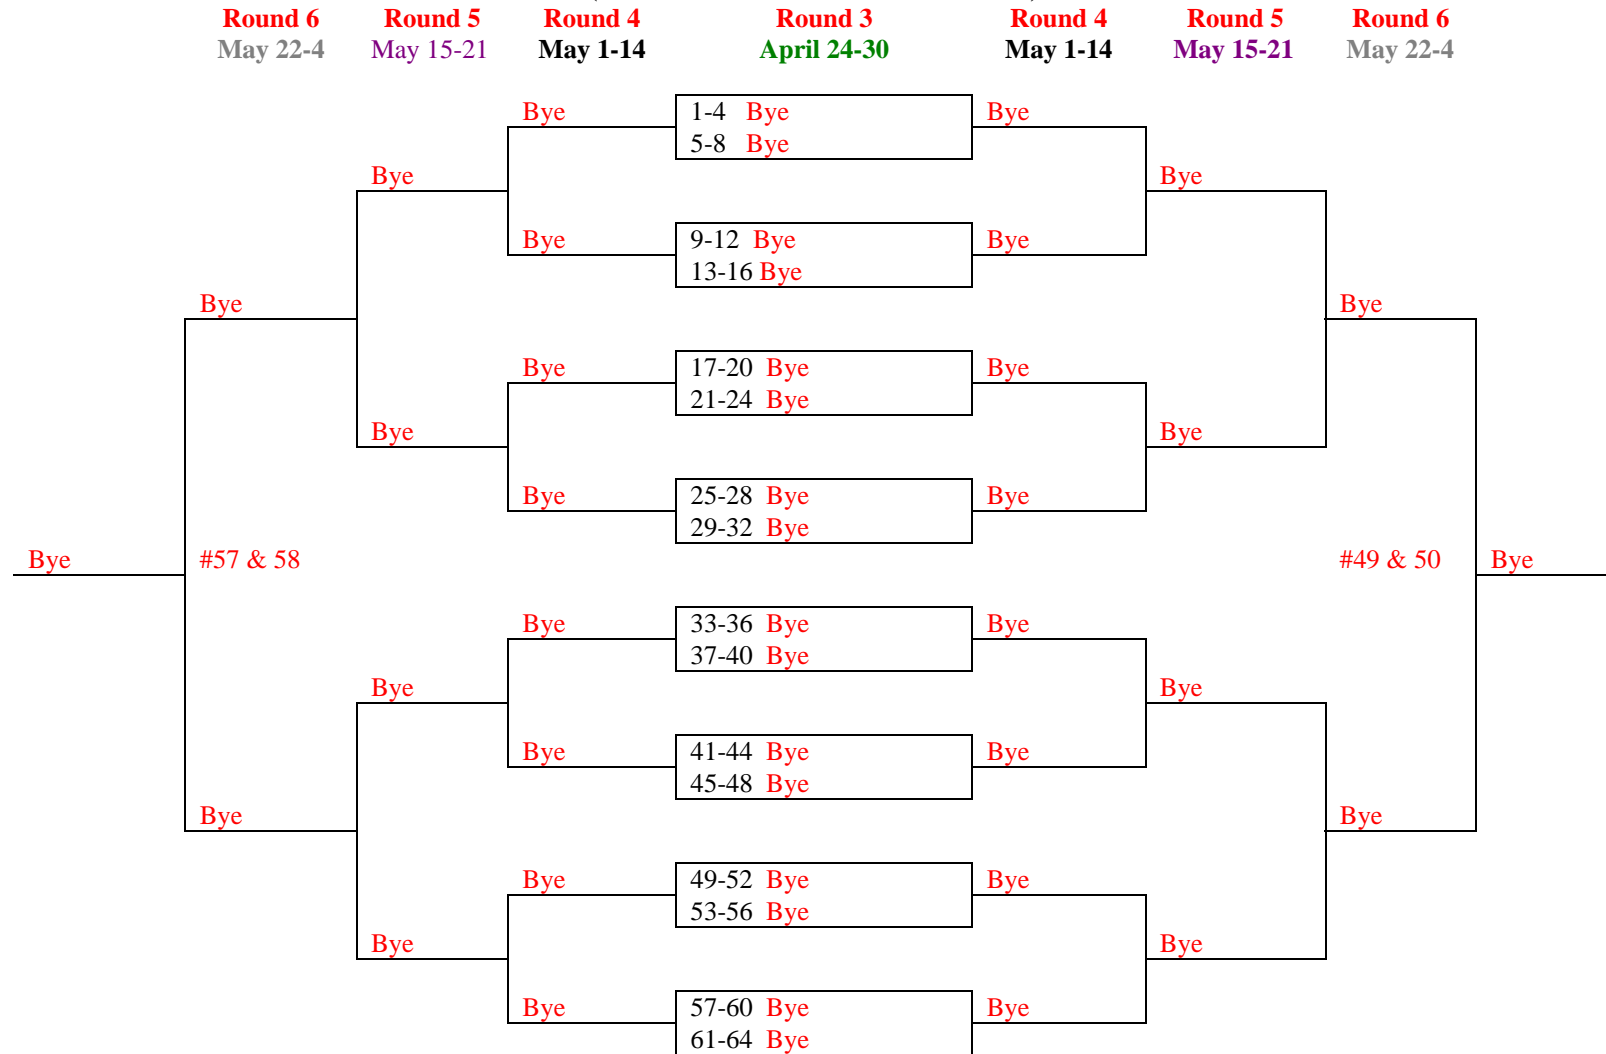 Round 6 Round 5 Round 4 Round 3 Round 4 Round 5 Round 6
May 22-4 May 15-21 May 1-14 April 24-30 May 1-14 May 15-21 May 22-4
Bye 1-4 Bye Bye
5-8 Bye
Bye Bye
Bye 9-12 Bye Bye
13-16 Bye
Bye Bye
Bye 17-20 Bye Bye
21-24 Bye
Bye Bye
Bye 25-28 Bye Bye
29-32 Bye
Bye #57 & 58 #49 & 50 Bye
Bye 33-36 Bye Bye
37-40 Bye
Bye Bye
Bye 41-44 Bye Bye
45-48 Bye
Bye Bye
Bye 49-52 Bye Bye
53-56 Bye
Bye Bye
Bye 57-60 Bye Bye
61-64 Bye